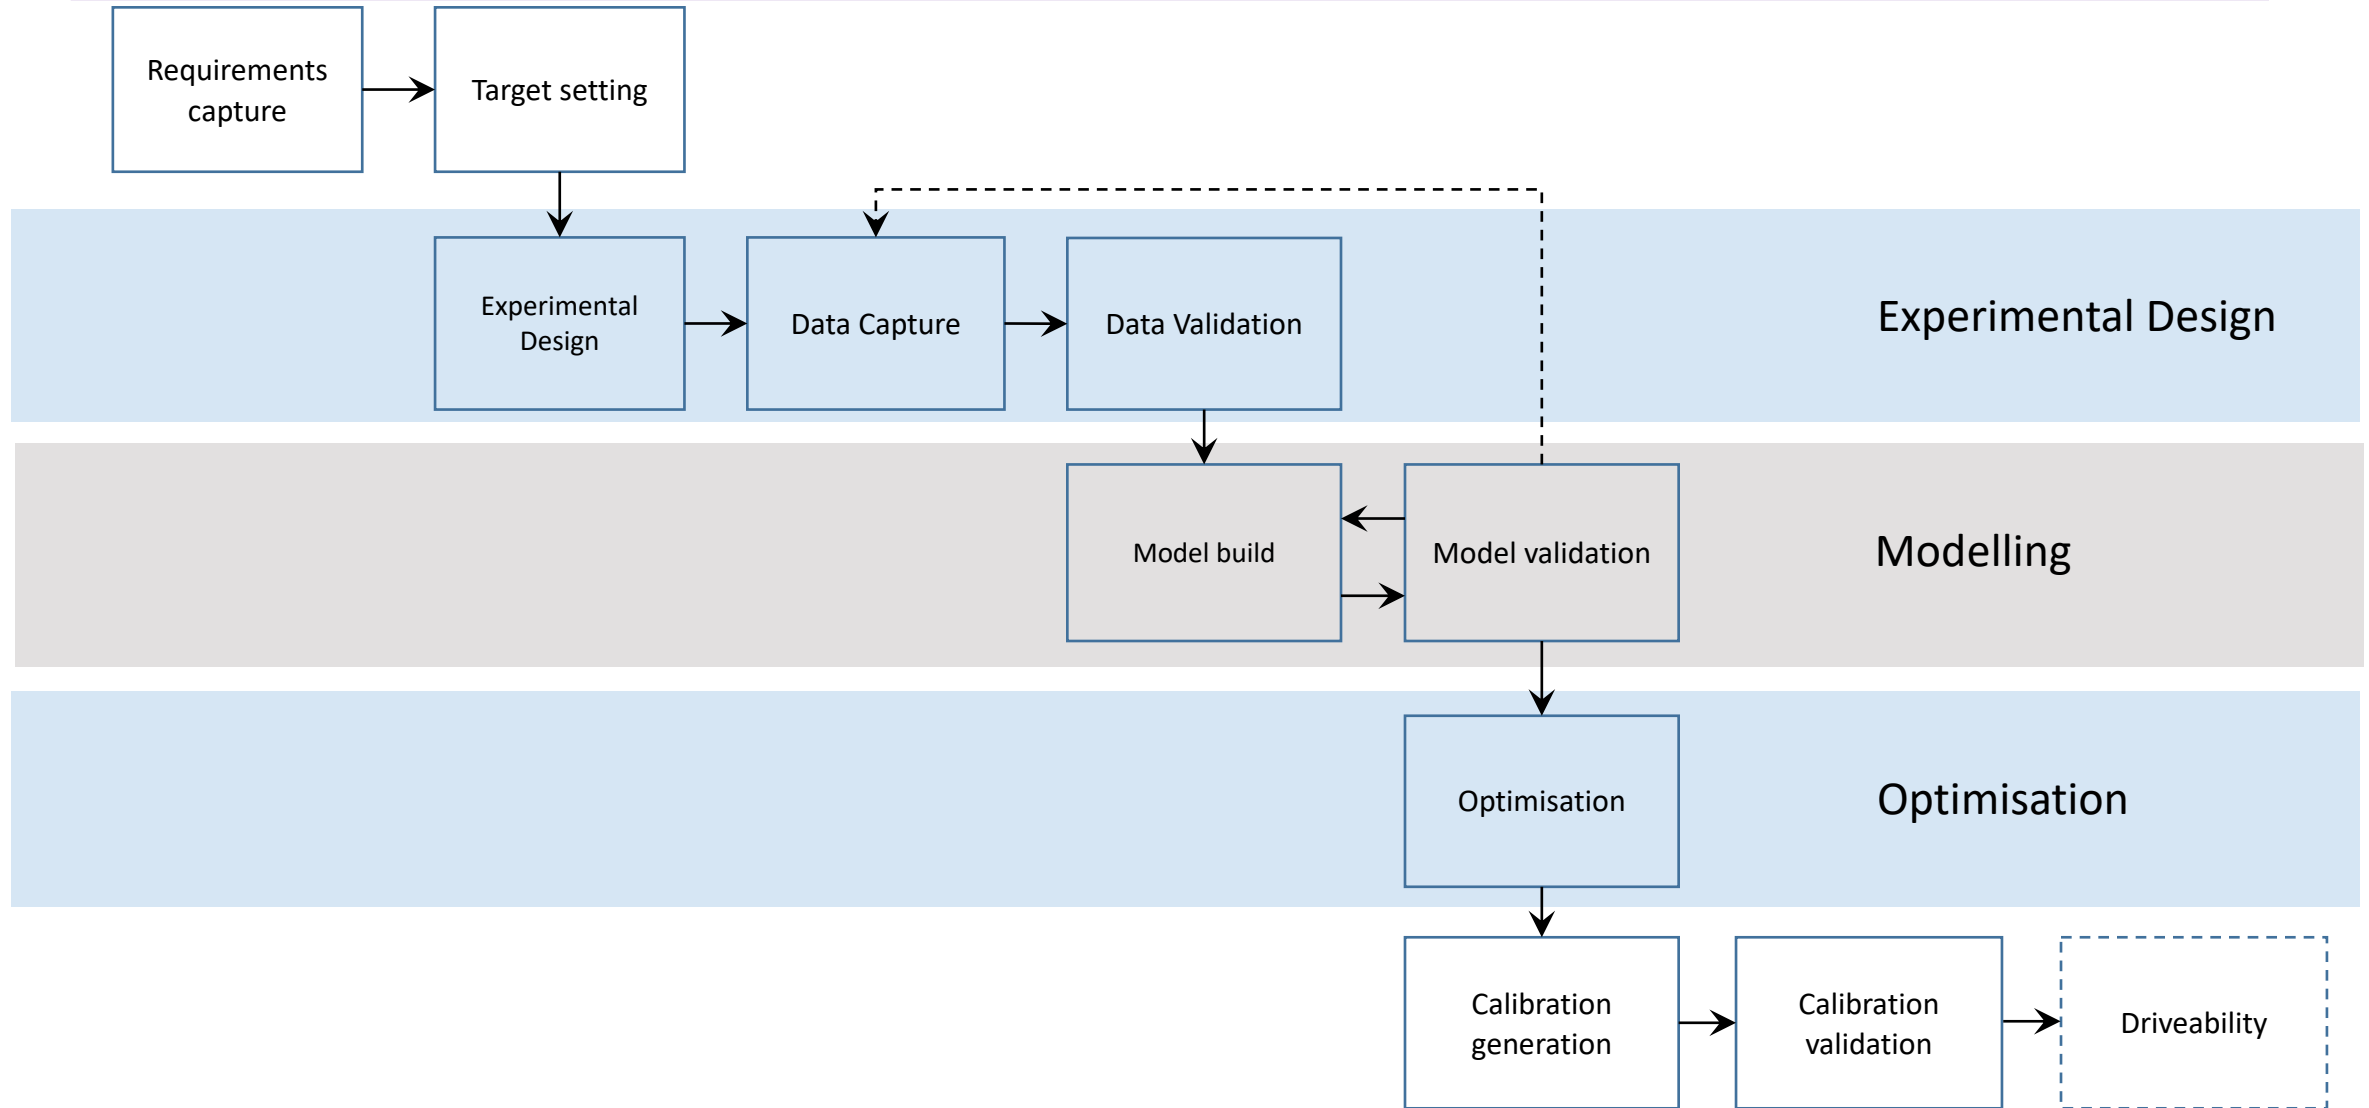 Requirements
capture
Target setting
Experimental
Design
Data Capture
Data Validation
Experimental Design
Model build
Model validation
Modelling
Optimisation
Optimisation
Calibration
generation
Calibration
validation
Driveability